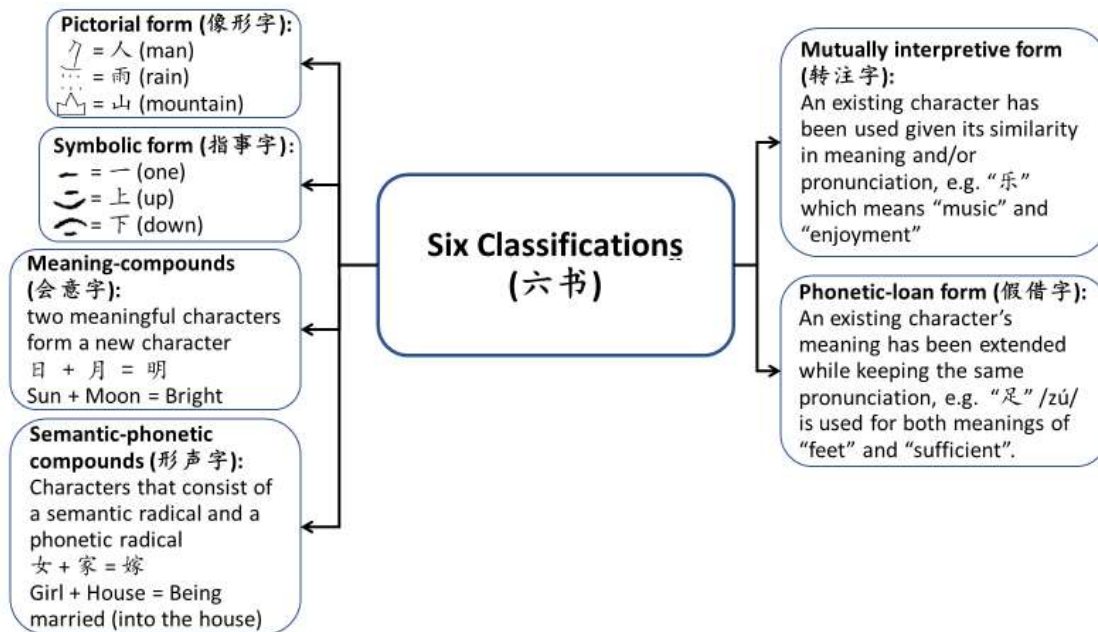 Pictorial form (像形字):
= 人 (man)
= 雨 (rain)
= 山 (mountain)
Symbolic form (指事字):
= 一 (one)
= 上 (up)
= 下 (down)
Meaning-compounds
(会意字):
two meaningful characters
form a new character
日 + 月 = 明
Sun + Moon = Bright
Semantic-phonetic
compounds (形声字):
Characters that consist of
a semantic radical and a
phonetic radical
女 + 家 = 嫁
Girl + House = Being
married (into the house)
Six Classifications
(六书)
Mutually interpretive form
(转注字):
An existing character has
been used given its similarity
in meaning and/or
pronunciation, e.g. “乐”
which means “music” and
“enjoyment”
Phonetic-loan form (假借字):
An existing character’s
meaning has been extended
while keeping the same
pronunciation, e.g. “足” /zú/
is used for both meanings of
“feet” and “sufficient”.